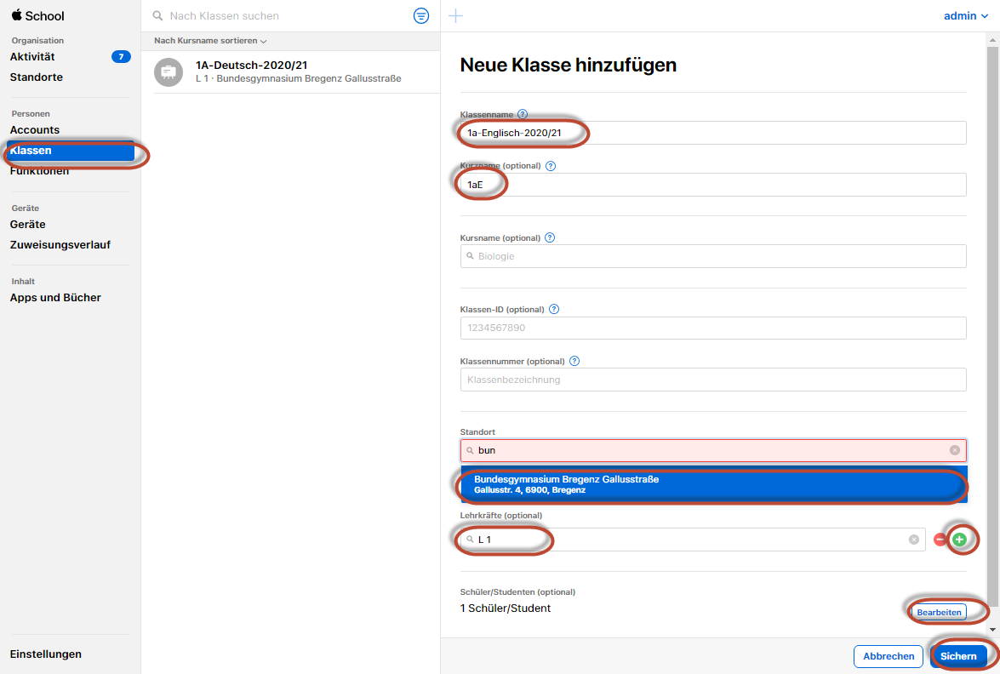 School
Organisation
Aktivität 7
Standorte
Personen
Accounts
Klassen
Funktionen
Geräte
Geräte
Zuweisungsverlauf
Inhalt
Apps und Bücher
Einstellungen
Nach Klassen suchen
Nach Kursname sortieren
1A-Deutsch-2020/21
L 1 · Bundesgymnasium Bregenz Gallusstraße
admin
Neue Klasse hinzufügen
Klassenname ?
1a-Englisch-2020/21
Kurzname (optional) ?
1aE
Kursname (optional) ?
Biologie
Klassen-ID (optional) ?
1234567890
Klassennummer (optional) ?
Klassenbezeichnung
Standort
bun
Bundesgymnasium Bregenz Gallusstraße
Gallusstr. 4, 6900, Bregenz
Lehrkräfte (optional)
L 1
Schüler/Studenten (optional)
1 Schüler/Student
Bearbeiten
Abbrechen
Sichern